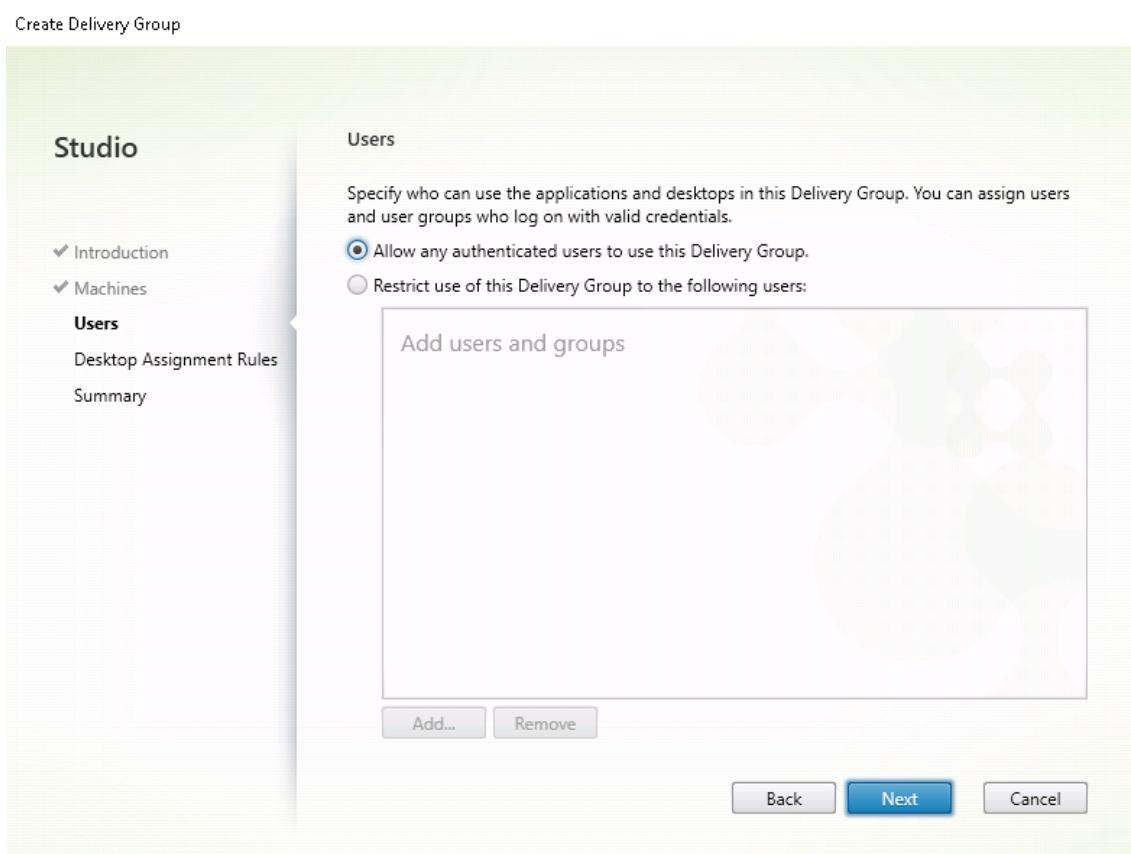 Create Delivery Group
Studio
Introduction
Machines
Users
Desktop Assignment Rules
Summary
Users
Specify who can use the applications and desktops in this Delivery Group. You can assign users
and user groups who log on with valid credentials.
Allow any authenticated users to use this Delivery Group.
Restrict use of this Delivery Group to the following users:
Add users and groups
Add...
Remove
Back
Next
Cancel